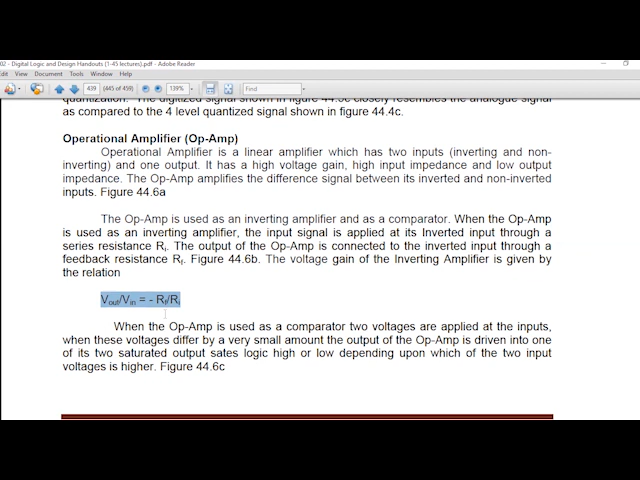 02 - Digital Logic and Design Handouts (1-45 lectures).pdf - Adobe Reader
Edit View Document Tools Window Help
439 (445 of 459) 139% Find
quantization. The digitized signal shown in figure 44.5c closely resembles the analogue signal
as compared to the 4 level quantized signal shown in figure 44.4c.
Operational Amplifier (Op-Amp)
Operational Amplifier is a linear amplifier which has two inputs (inverting and non-
inverting) and one output. It has a high voltage gain, high input impedance and low output
impedance. The Op-Amp amplifies the difference signal between its inverted and non-inverted
inputs. Figure 44.6a
The Op-Amp is used as an inverting amplifier and as a comparator. When the Op-Amp
is used as an inverting amplifier, the input signal is applied at its Inverted input through a
series resistance Ri. The output of the Op-Amp is connected to the inverted input through a
feedback resistance Rf. Figure 44.6b. The voltage gain of the Inverting Amplifier is given by
the relation
Vout/Vin = - Rf/Ri
When the Op-Amp is used as a comparator two voltages are applied at the inputs,
when these voltages differ by a very small amount the output of the Op-Amp is driven into one
of its two saturated output sates logic high or low depending upon which of the two input
voltages is higher. Figure 44.6c